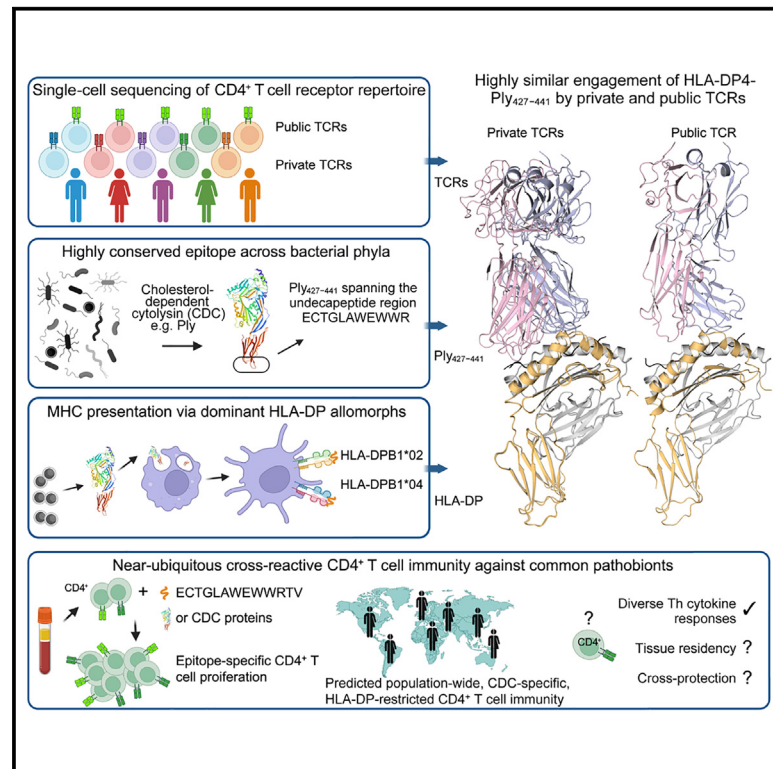 Single-cell sequencing of CD4⁺ T cell receptor repertoire
Public TCRs
Private TCRs
Highly conserved epitope across bacterial phyla
Cholesterol-
dependent
cytolysin (CDC)
e.g. Ply
Ply₄₂₇₋₄₄₁ spanning the
undecapeptide region
ECTGLAWEWWR
MHC presentation via dominant HLA-DP allomorphs
HLA-DPB1*02
HLA-DPB1*04
Highly similar engagement of HLA-DP4-
Ply₄₂₇₋₄₄₁ by private and public TCRs
Private TCRs
Public TCR
TCRs
Ply₄₂₇₋₄₄₁
HLA-DP
Near-ubiquitous cross-reactive CD4⁺ T cell immunity against common pathobionts
CD4⁺
ECTGLAWEWWRTV
or CDC proteins
Epitope-specific CD4⁺ T
cell proiferation
Predicted population-wide, CDC-specific,
HLA-DP-restricted CD4⁺ T cell immunity
?
CD4⁺
Diverse Th cytokine
responses ✓
Tissue residency ?
Cross-protection ?